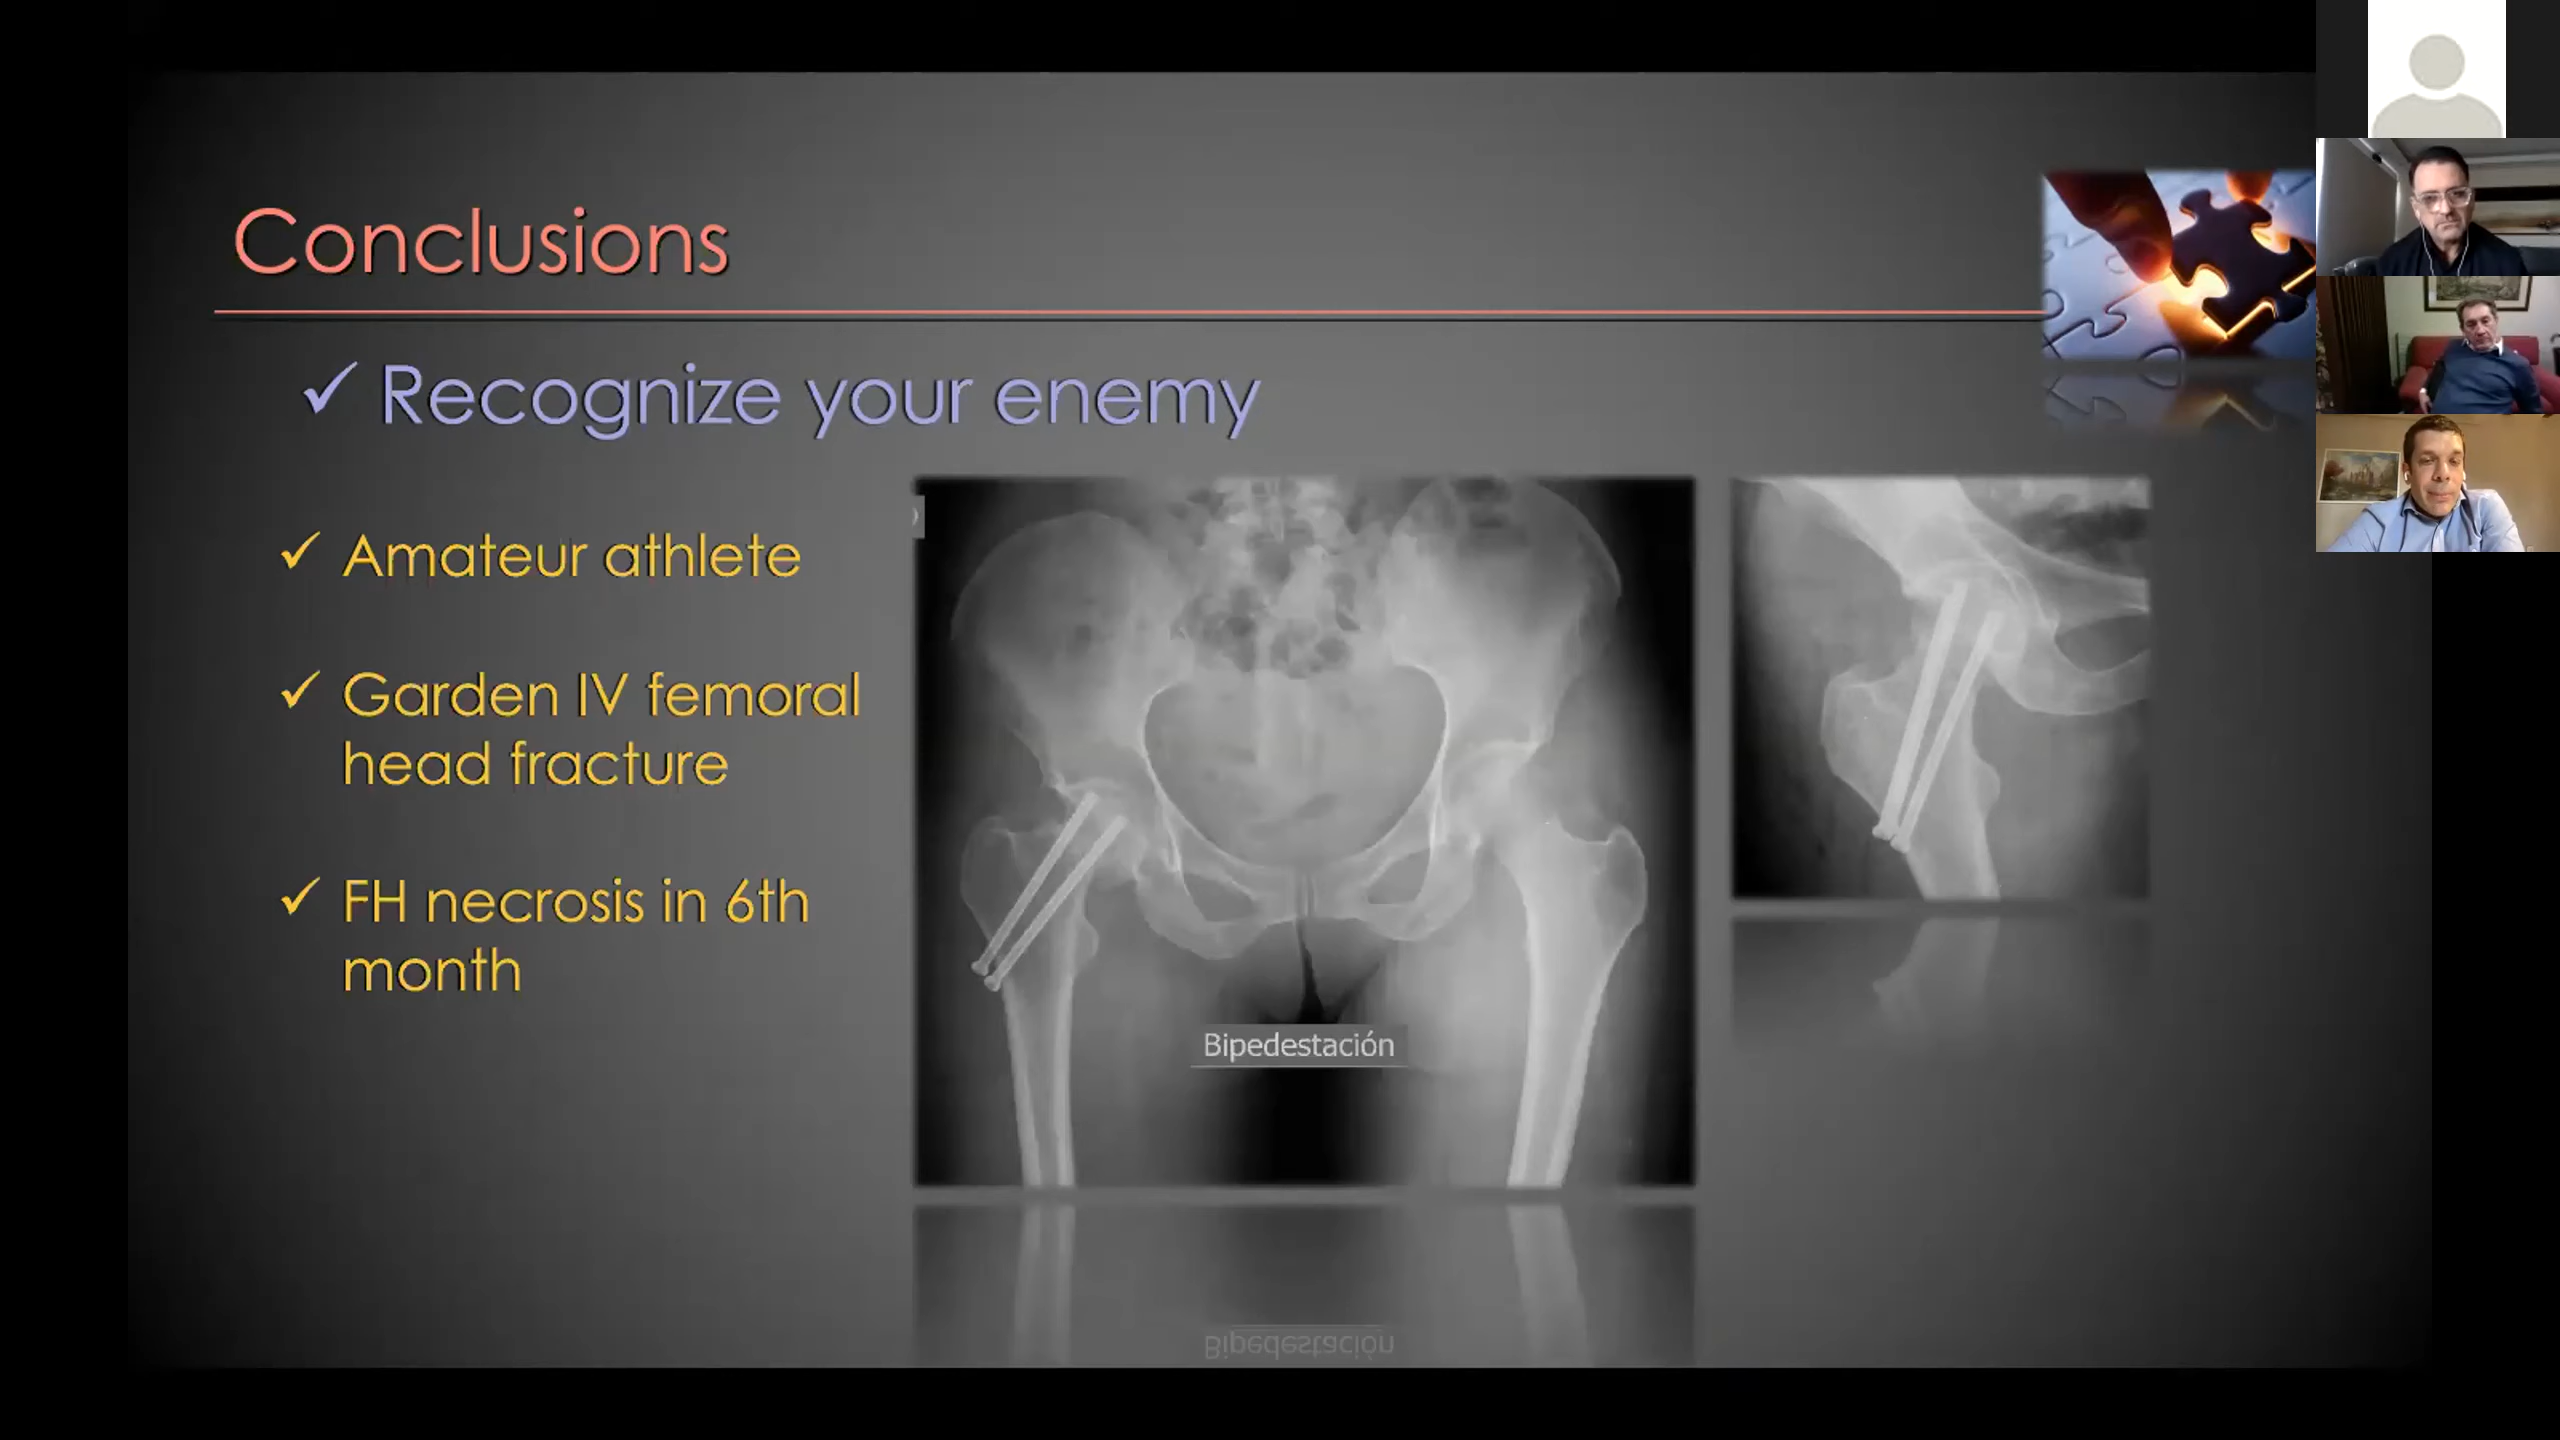 Conclusions
✓ Recognize your enemy
✓ Amateur athlete
✓ Garden IV femoral
head fracture
✓ FH necrosis in 6th
month
Bipedestación